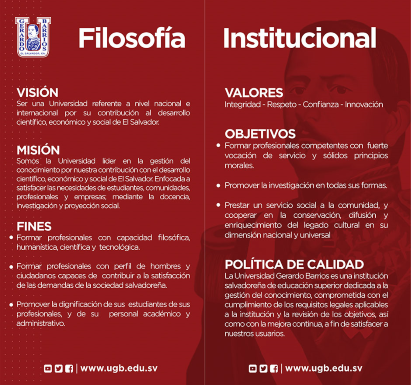 GERARDO BARRIOS
Filosofía
VISIÓN
Ser una Universidad referente a nivel nacional e
internacional por su contribución al desarrollo
científico, económico y social de El Salvador.
MISIÓN
Somos la Universidad líder en la gestión del
conocimiento por nuestra contribución con el desarrollo
científico, económico y social de El Salvador. Enfocada a
satisfacer las necesidades de estudiantes, comunidades,
profesionales y empresas; mediante la docencia,
investigación y proyección social.
FINES
• Formar profesionales con capacidad filosófica,
humanística, científica y tecnológica.
• Formar profesionales con perfil de hombres y
ciudadanos capaces de contribuir a la satisfacción
de las demandas de la sociedad salvadoreña.
• Promover la dignificación de sus estudiantes de sus
profesionales, y de su personal académico y
administrativo.
| www.ugb.edu.sv
Institucional
VALORES
Integridad - Respeto - Confianza - Innovación
OBJETIVOS
• Formar profesionales competentes con fuerte
vocación de servicio y sólidos principios
morales.
• Promover la investigación en todas sus formas.
• Prestar un servicio social a la comunidad, y
cooperar en la conservación, difusión y
enriquecimiento del legado cultural en su
dimensión nacional y universal
POLÍTICA DE CALIDAD
La Universidad Gerardo Barrios es una institución
salvadoreña de educación superior dedicada a la
gestión del conocimiento, comprometida con el
cumplimiento de los requisitos legales aplicables
a la institución y la revisión de los objetivos, así
como con la mejora continua, a fin de satisfacer a
nuestros usuarios.
| www.ugb.edu.sv